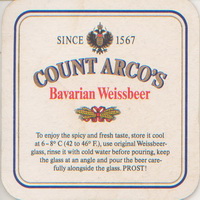 SINCE 1567
COUNT ARCO'S
Bavarian Weissbeer
To enjoy the spicy and fresh taste, store it cool
at 6-8° C (42 to 46° F.), use original Weissbeer-
glass, rinse it with cold water before pouring, keep
the glass at an angle and pour the beer care-
fully alongside the glass. PROST!